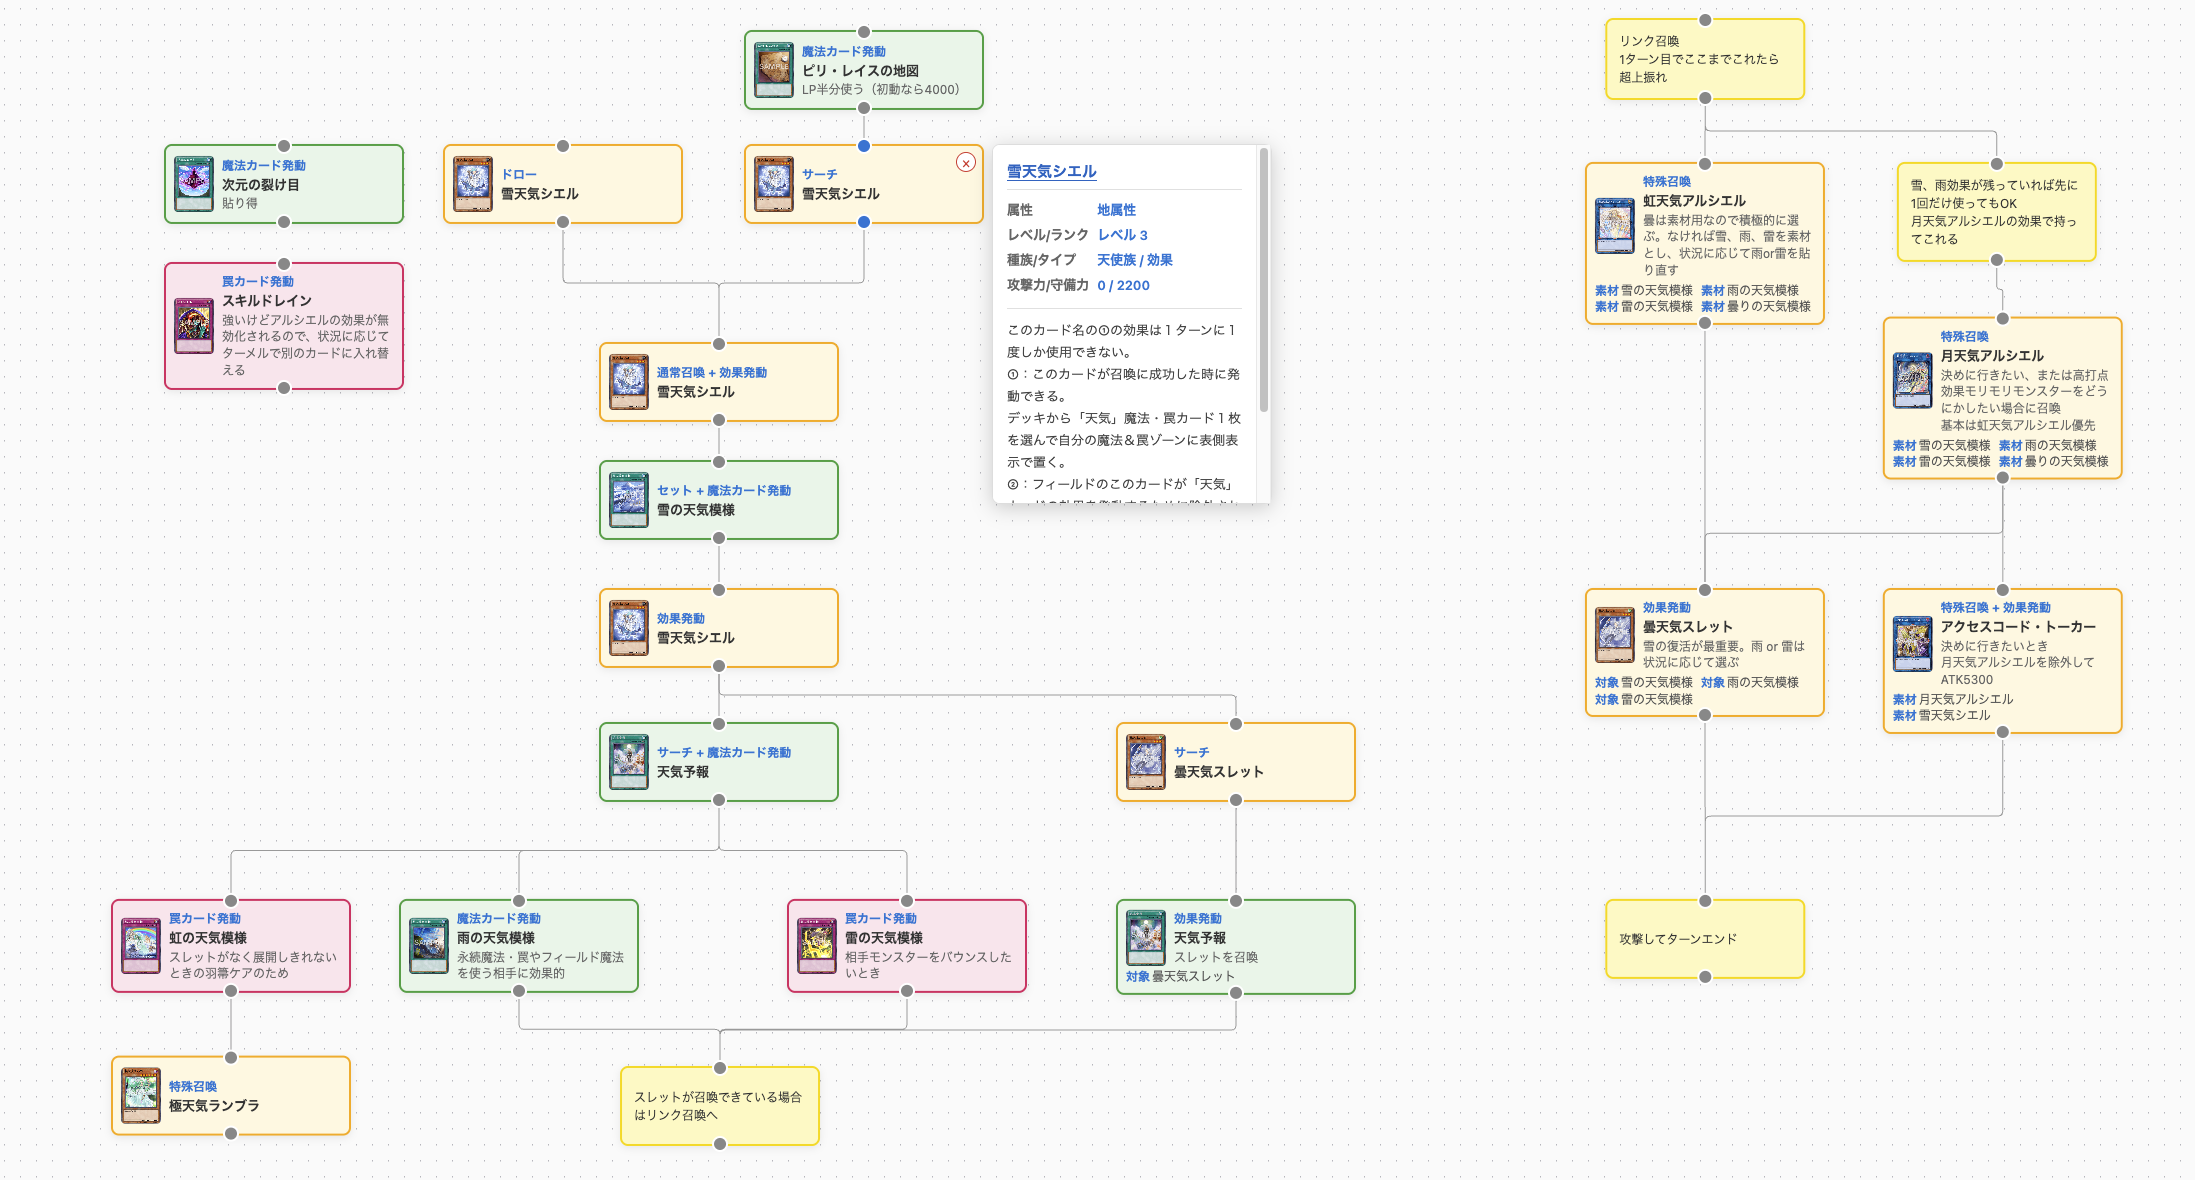 魔法カード発動
ピリ・レイスの地図
LP半分使う（初動なら4000）
魔法カード発動
次元の裂け目
貼り得
ドロー
雪天気シエル
サーチ
雪天気シエル
雪天気シエル
属性 地属性
レベル/ランク レベル 3
種族/タイプ 天使族 / 効果
攻撃力/守備力 0 / 2200
このカード名の①の効果は１ターンに１
度しか使用できない。
①：このカードが召喚に成功した時に発
動できる。
デッキから「天気」魔法・罠カード１枚
を選んで自分の魔法＆罠ゾーンに表側表
示で置く。
②：フィールドのこのカードが「天気」
罠カード発動
スキルドレイン
強いけどアルシエルの効果が無
効化されるので、状況に応じて
ターメルで別のカードに入れ替
える
通常召喚 + 効果発動
雪天気シエル
セット + 魔法カード発動
雪の天気模様
効果発動
雪天気シエル
サーチ + 魔法カード発動
天気予報
サーチ
曇天気スレット
罠カード発動
虹の天気模様
スレットがなく展開しきれない
ときの羽箒ケアのため
魔法カード発動
雨の天気模様
永続魔法・罠やフィールド魔法
を使う相手に効果的
罠カード発動
雷の天気模様
相手モンスターをバウンスした
いとき
効果発動
天気予報
スレットを召喚
対象 曇天気スレット
特殊召喚
極天気ランブラ
スレットが召喚できている場合
はリンク召喚へ
リンク召喚
1ターン目でここまでこれたら
超上振れ
特殊召喚
虹天気アルシエル
曇は素材用なので積極的に選
ぶ。なければ雪、雨、雷を素材
とし、状況に応じて雨or雷を貼
り直す
素材 雪の天気模様 素材 雨の天気模様
素材 雷の天気模様 素材 曇りの天気模様
雪、雨効果が残っていれば先に
1回だけ使ってもOK
月天気アルシエルの効果で持っ
てこれる
特殊召喚
月天気アルシエル
決めに行きたい、または高打点
効果モリモリモンスターをどう
にかしたい場合に召喚
基本は虹天気アルシエル優先
素材 雪の天気模様 素材 雨の天気模様
素材 雷の天気模様 素材 曇りの天気模様
効果発動
曇天気スレット
雪の復活が最重要。雨 or 雷は
状況に応じて選ぶ
対象 雪の天気模様 対象 雨の天気模様
対象 雷の天気模様
特殊召喚 + 効果発動
アクセスコード・トーカー
決めに行きたいとき
月天気アルシエルを除外して
ATK5300
素材 月天気アルシエル
素材 雪天気シエル
攻撃してターンエンド